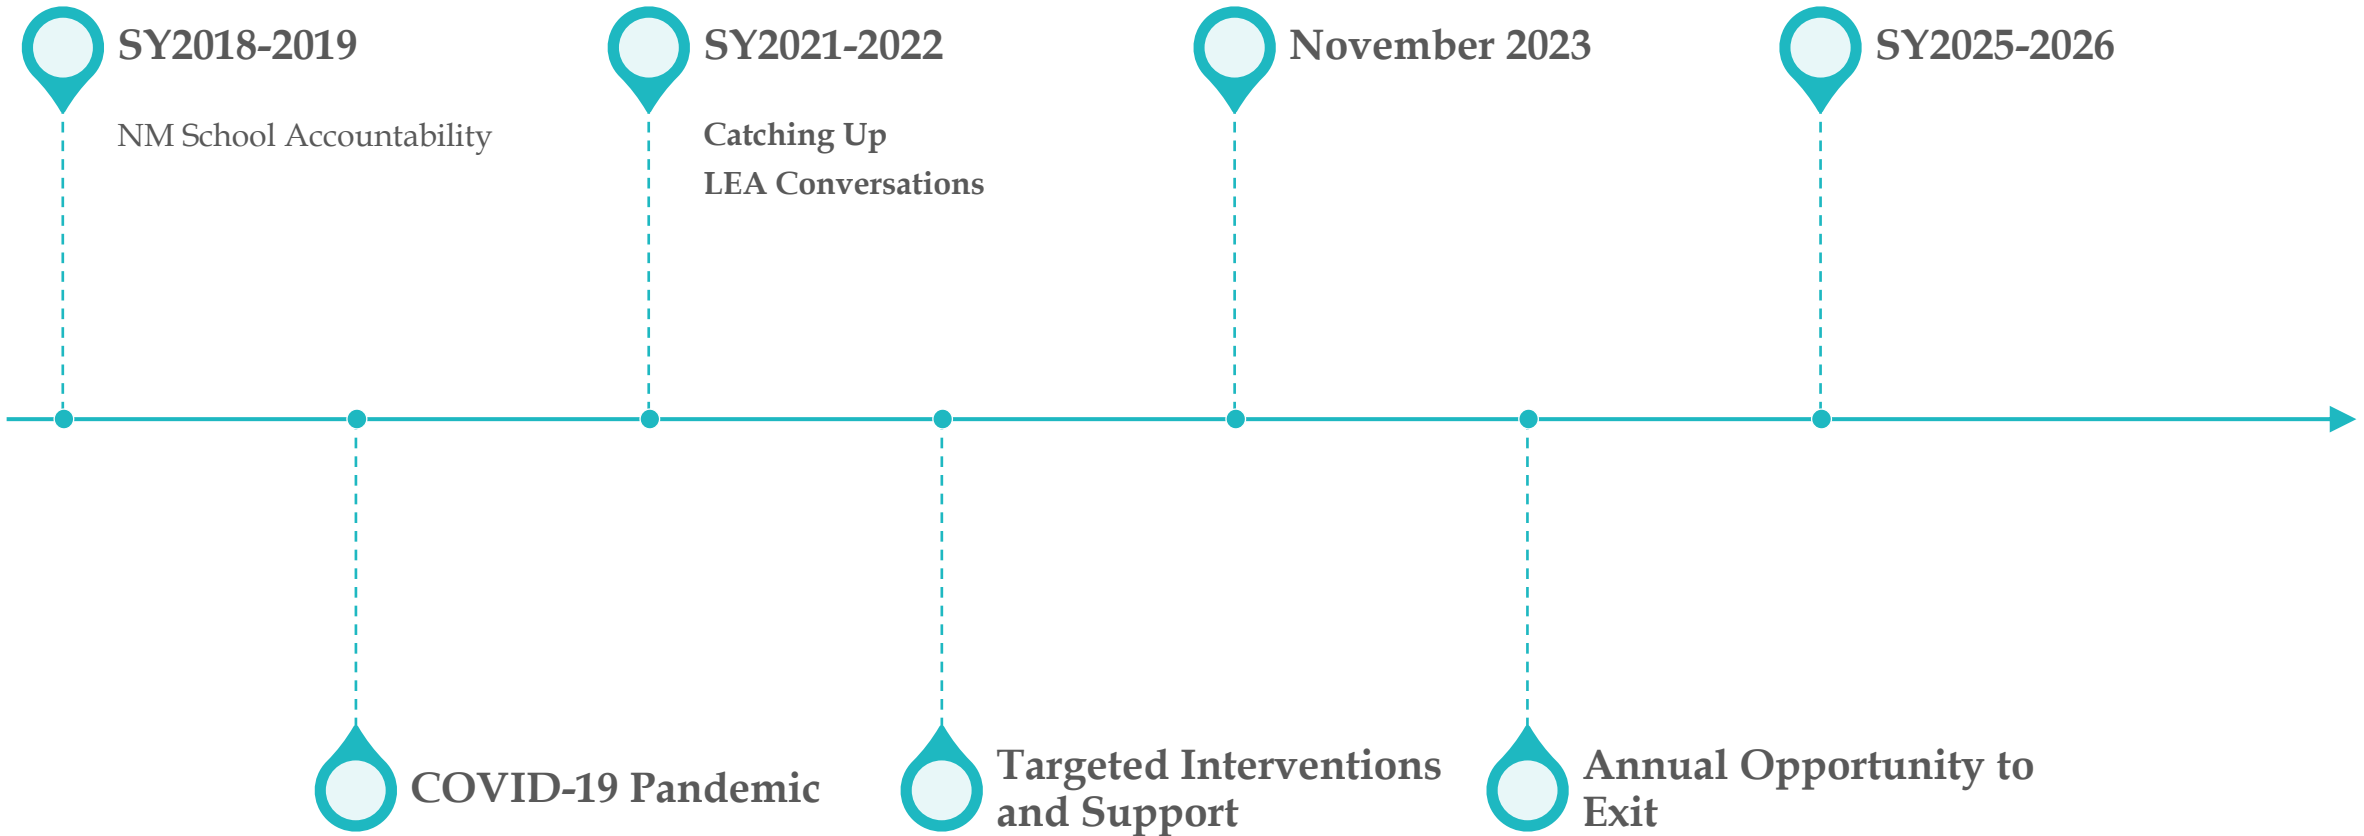 SY2018-2019
NM School Accountability
SY2021-2022
Catching Up
LEA Conversations
November 2023
SY2025-2026
COVID-19 Pandemic
Targeted Interventions
and Support
Annual Opportunity to
Exit